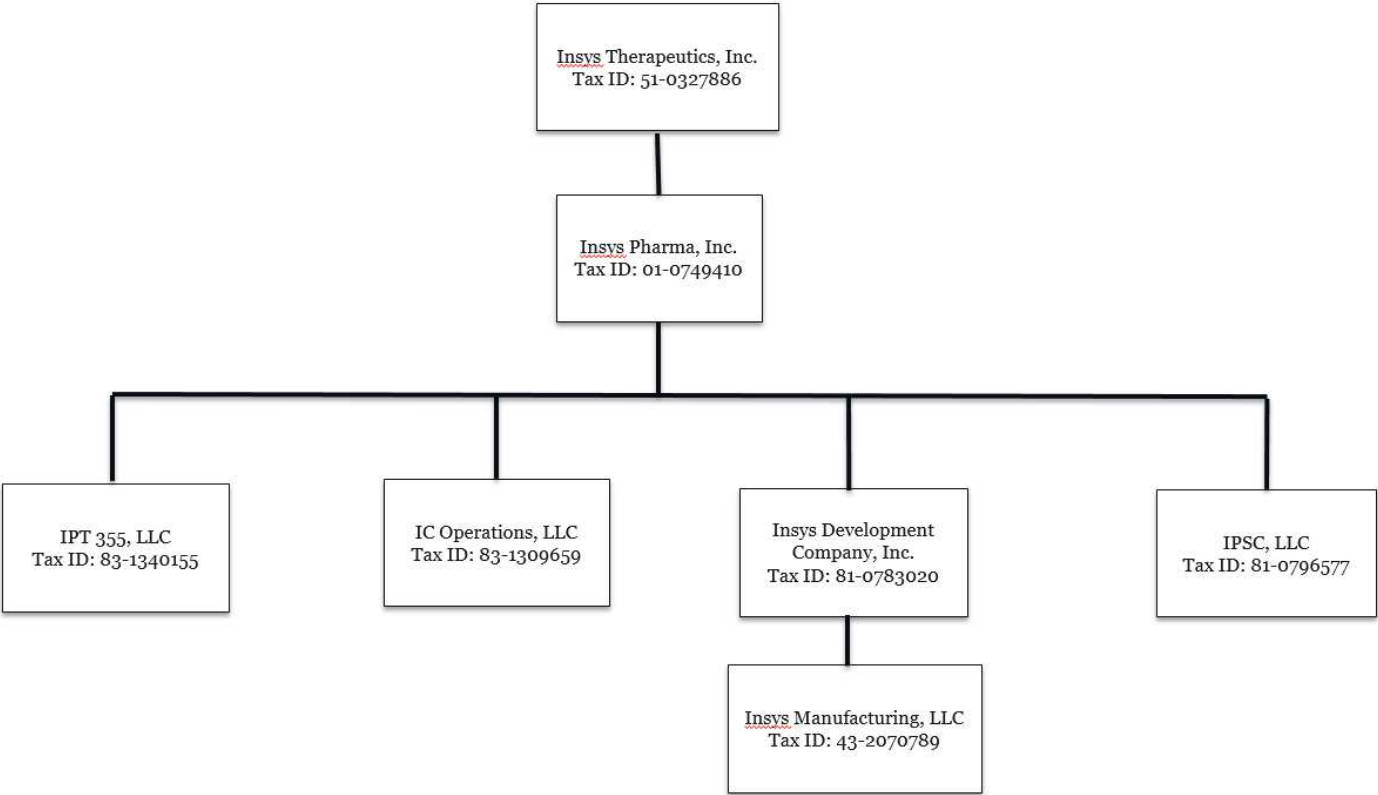 Insys Therapeutics, Inc.
Tax ID: 51-0327886
Insys Pharma, Inc.
Tax ID: 01-0749410
IPT 355, LLC
Tax ID: 83-1340155
IC Operations, LLC
Tax ID: 83-1309659
Insys Development
Company, Inc.
Tax ID: 81-0783020
IPSC, LLC
Tax ID: 81-0796577
Insys Manufacturing, LLC
Tax ID: 43-2070789